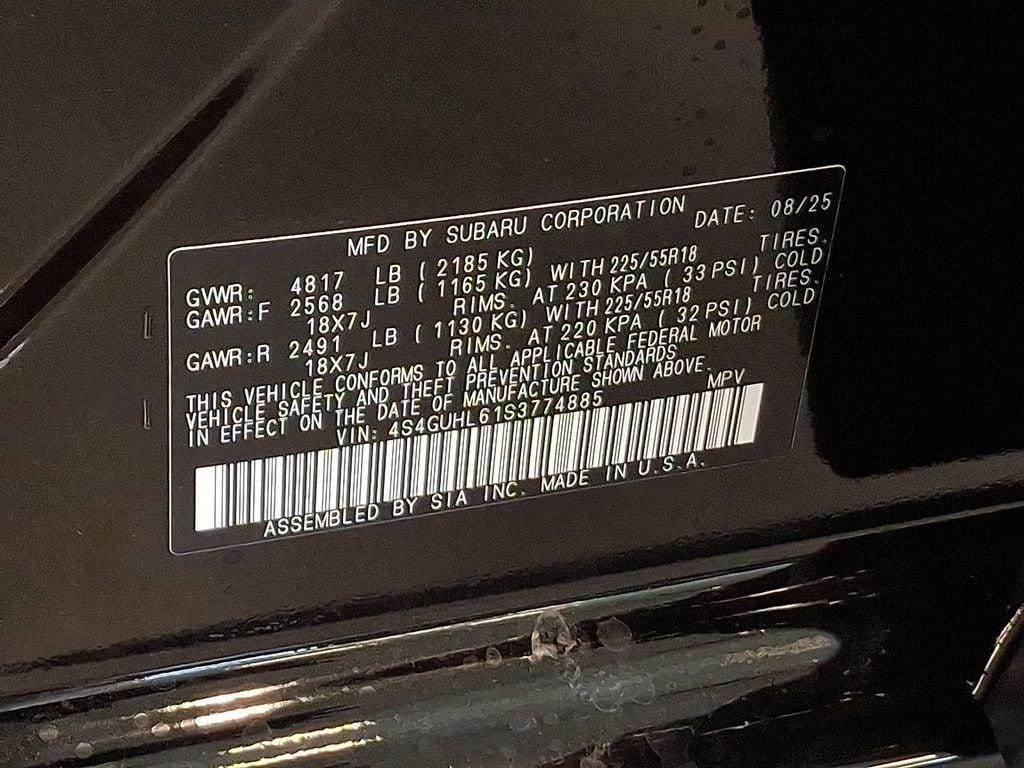 MFD BY SUBARU CORPORATION DATE: 08/25
GVWR: 4817 LB ( 2185 KG)
GAWR:F 2568 LB ( 1165 KG) WITH 225/55R18 TIRES.
18X7J RIMS. AT 230 KPA ( 33 PSI) COLD
GAWR:R 2491 LB ( 1130 KG) WITH 225/55R18 TIRES.
18X7J RIMS. AT 220 KPA ( 32 PSI) COLD
THIS VEHICLE CONFORMS TO ALL APPLICABLE FEDERAL MOTOR
VEHICLE SAFETY AND THEFT PREVENTION STANDARDS
IN EFFECT ON THE DATE OF MANUFACTURE SHOWN ABOVE.
VIN: 4S4GUHL61S3774885 MPV
ASSEMBLED BY SIA INC. MADE IN U.S.A.